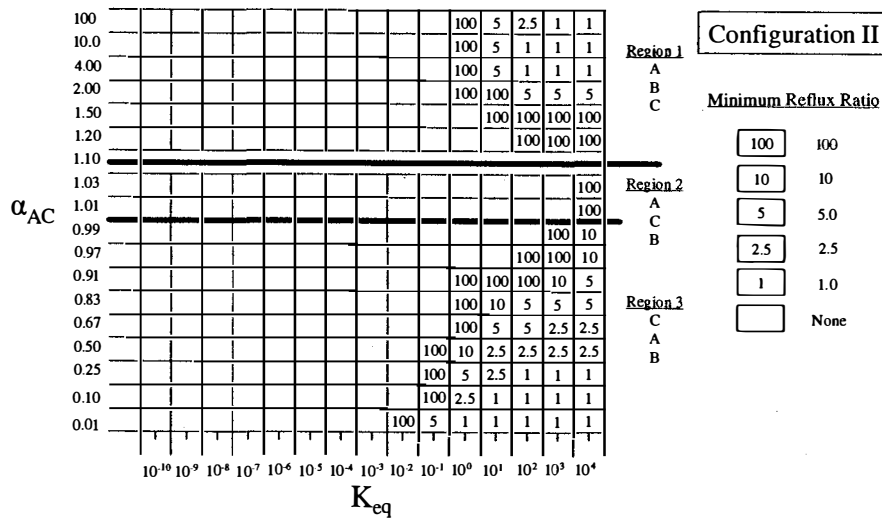 Configuration II
100 100 5 2.5 1 1
10.0 100 5 1 1 1
4.00 100 5 1 1 1
2.00 100 100 5 5 5
1.50 100 100 100 100
1.20 100 100 100
1.10
1.03 100
1.01 100
0.99 100 10
0.97 100 100 10
0.91 100 100 100 10 5
0.83 100 10 5 5 5
0.67 100 5 5 2.5 2.5
0.50 100 10 2.5 2.5 2.5 2.5
0.25 100 5 2.5 1 1 1
0.10 100 2.5 1 1 1 1
0.01 100 5 1 1 1 1 1
α_AC
10⁻¹⁰ 10⁻⁹ 10⁻⁸ 10⁻⁷ 10⁻⁶ 10⁻⁵ 10⁻⁴ 10⁻³ 10⁻² 10⁻¹ 10⁰ 10¹ 10² 10³ 10⁴
K_eq
Region 1
A
B
C
Region 2
A
C
B
Region 3
C
A
B
Minimum Reflux Ratio
100 100
10 10
5 5.0
2.5 2.5
1 1.0
None